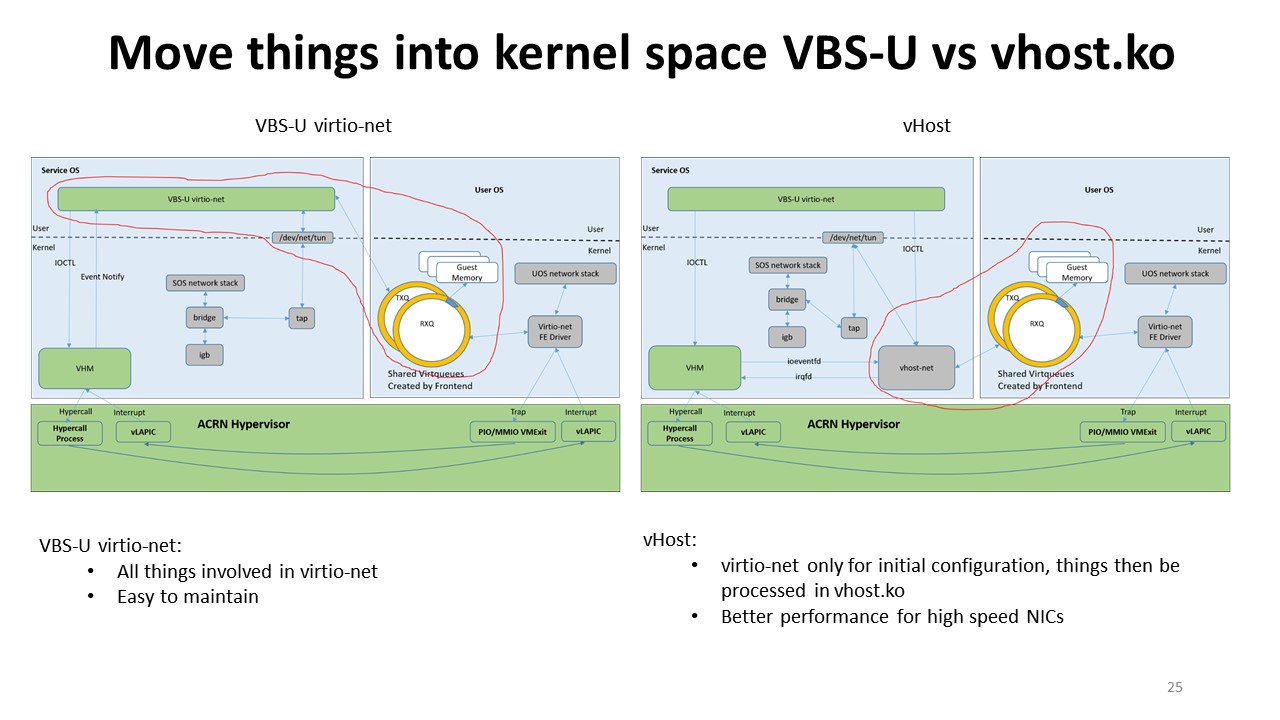 Move things into kernel space VBS-U vs vhost.ko
VBS-U virtio-net
Service OS
VBS-U virtio-net
User OS
User
User
/dev/net/tun
Kernel
Kernel
IOCTL
Event Notify
SOS network stack
Guest
Memory
UOS network stack
TXQ
RXQ
bridge
tap
Virtio-net
FE Driver
igb
VHM
Shared Virtqueues
Created by Frontend
Hypercall
Interrupt
Trap
Interrupt
Hypercall
Process
vLAPIC
ACRN Hypervisor
PIO/MMIO VMExit
vLAPIC
vHost
Service OS
VBS-U virtio-net
User OS
User
User
/dev/net/tun
Kernel
Kernel
IOCTL
IOCTL
SOS network stack
Guest
Memory
UOS network stack
TXQ
RXQ
bridge
tap
Virtio-net
FE Driver
igb
VHM
ioeventfd
irqfd
vhost-net
Shared Virtqueues
Created by Frontend
Hypercall
Interrupt
Trap
Interrupt
Hypercall
Process
vLAPIC
ACRN Hypervisor
PIO/MMIO VMExit
vLAPIC
VBS-U virtio-net:
• All things involved in virtio-net
• Easy to maintain
vHost:
• virtio-net only for initial configuration, things then be
processed in vhost.ko
• Better performance for high speed NICs
25